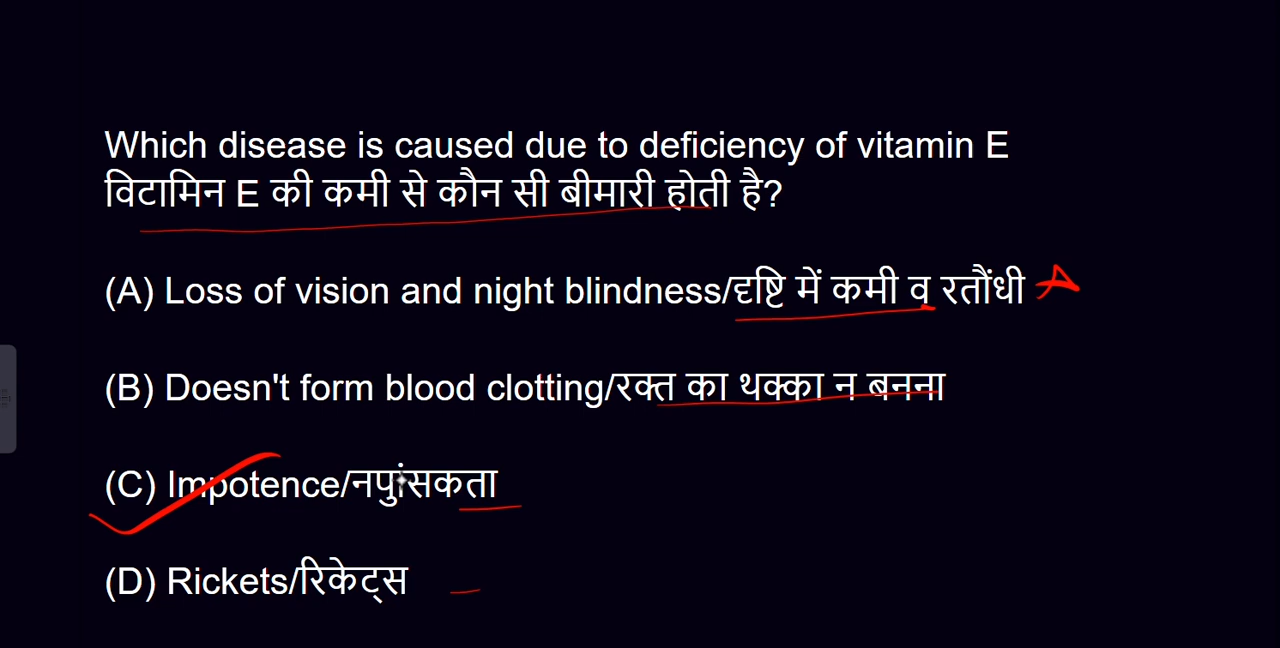 Which disease is caused due to deficiency of vitamin E
विटामिन E की कमी से कौन सी बीमारी होती है?
(A) Loss of vision and night blindness/दृष्टि में कमी व रतौंधी A
(B) Doesn't form blood clotting/रक्त का थक्का न बनना
(C) Impotence/नपुांसकता
(D) Rickets/रिकेट्स